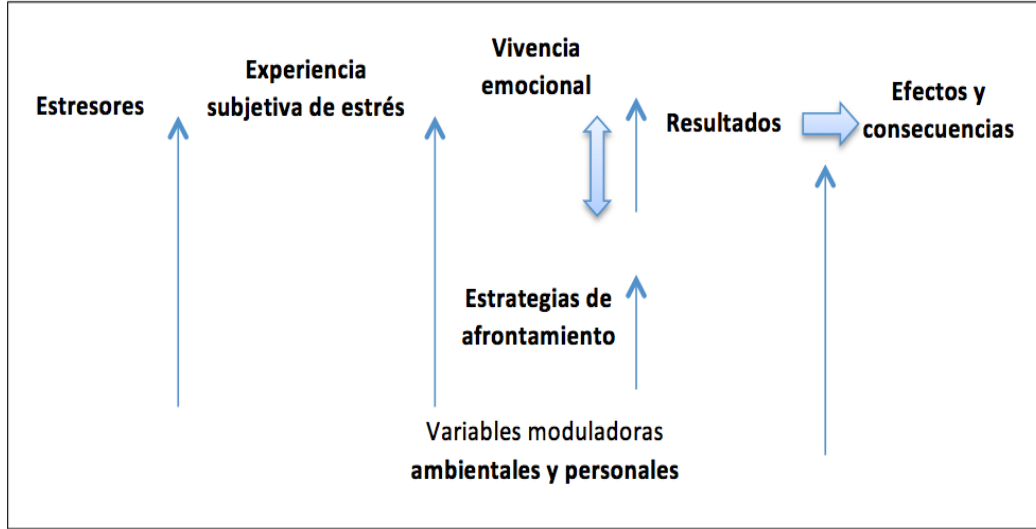 Estresores
Experiencia
subjetiva de estrés
Vivencia
emocional
Estrategias de
afrontamiento
Resultados
Efectos y
consecuencias
Variables moduladoras
ambientales y personales